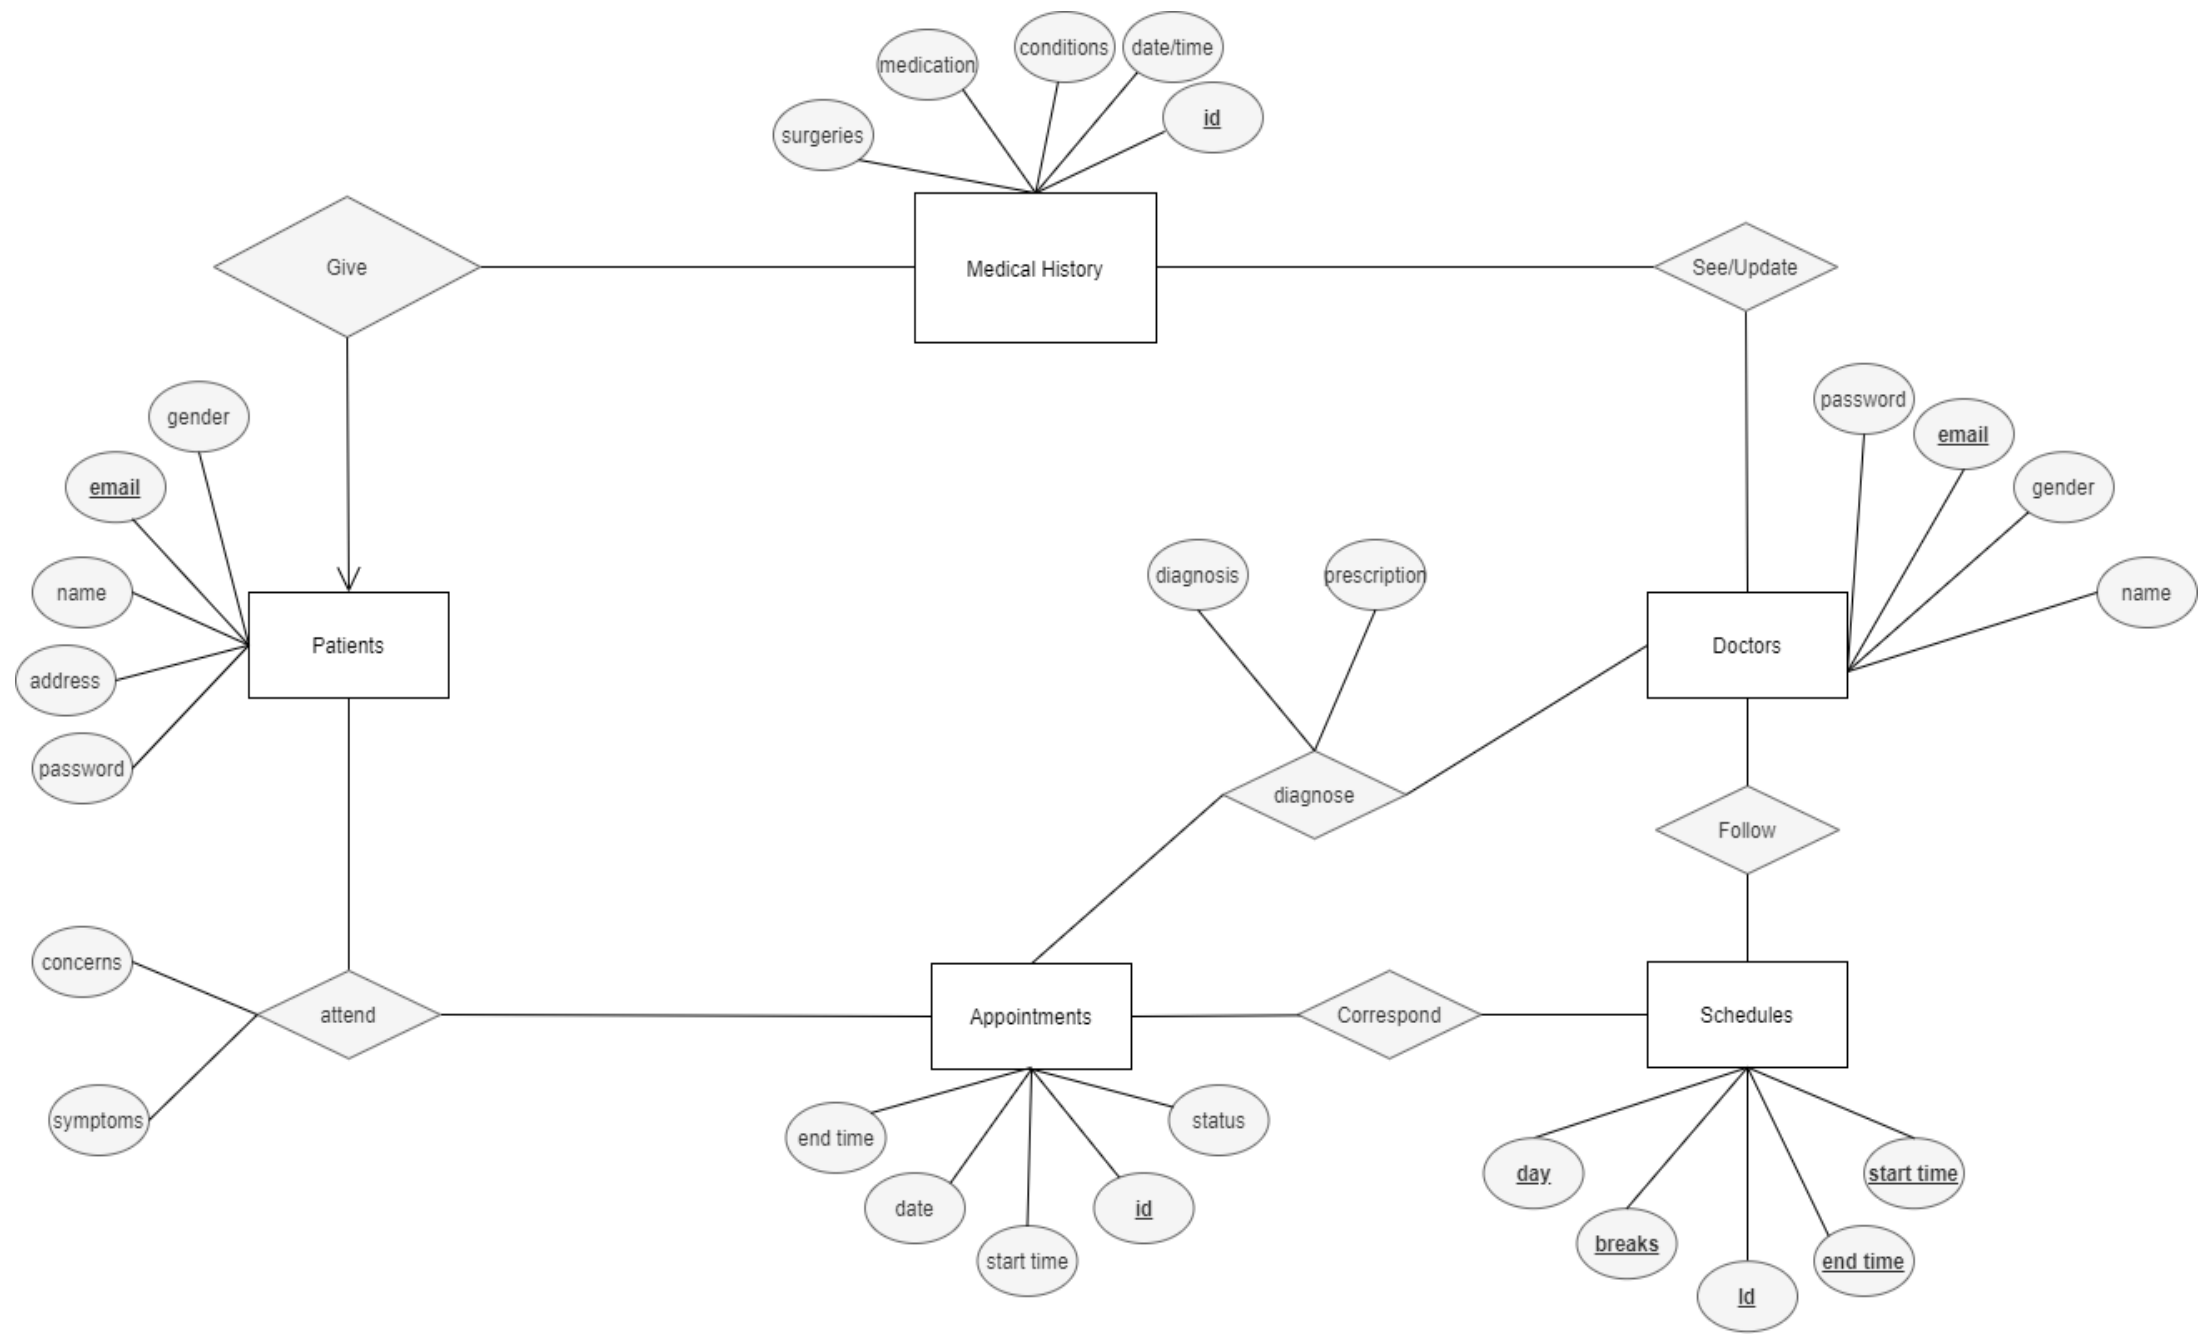 conditions
date/time
medication
id
surgeries
Give
Medical History
See/Update
password
gender
email
email
gender
diagnosis
prescription
name
name
Patients
Doctors
address
password
diagnose
Follow
concerns
attend
Appointments
Correspond
Schedules
symptoms
end time
status
date
id
start time
day
start time
breaks
end time
Id